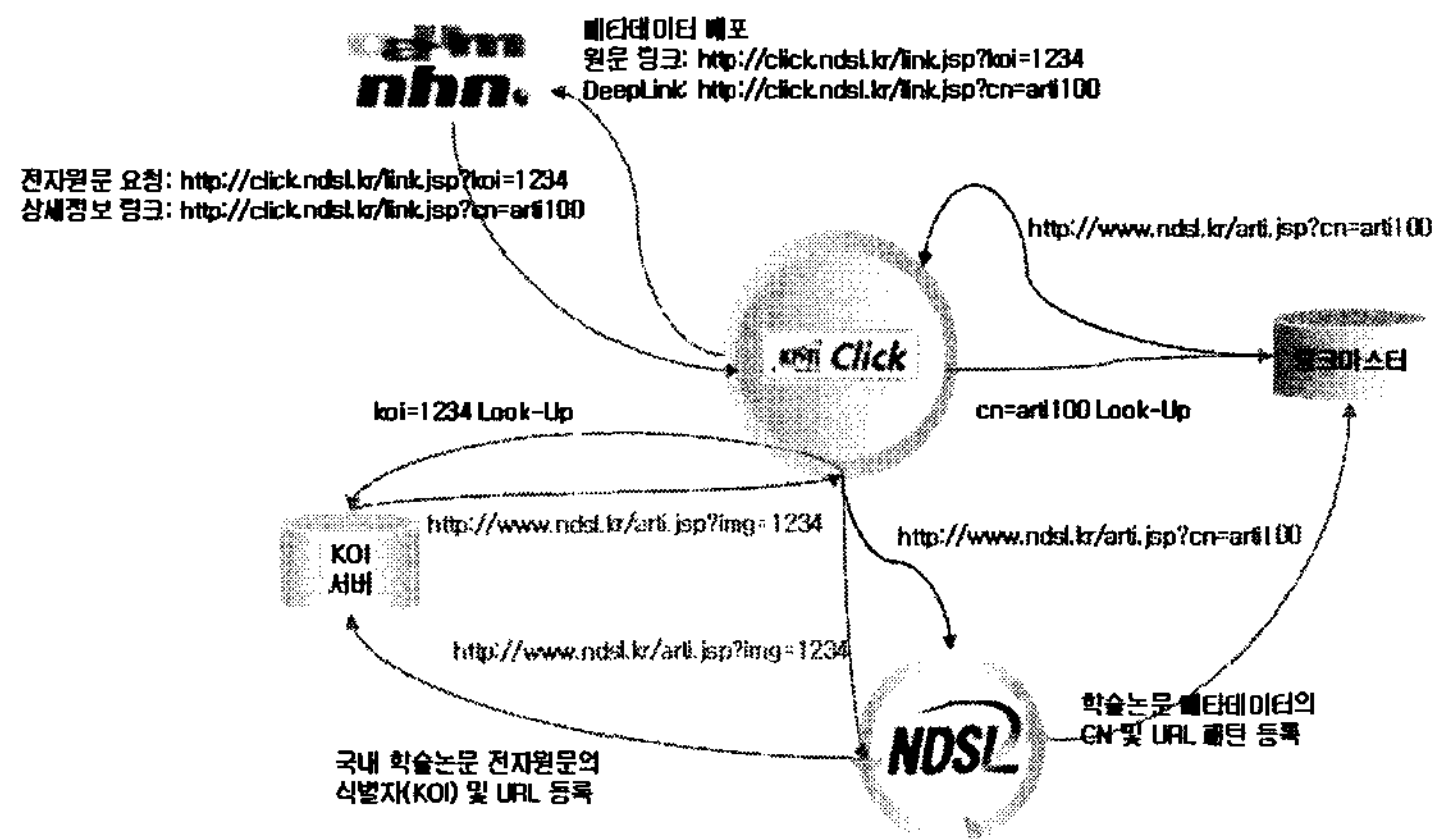 daum
메타데이터 배포
원문 링크: http://click.ndsl.kr/link.jsp?koi=1234
nhn.
DeepLink: http://click.ndsl.kr/link.jsp?cn=arti100
전자원문 요청: http://click.ndsl.kr/link.jsp?koi=1234
상세정보 링크: http://click.ndsl.kr/link.jsp?cn=arti100
http://www.ndsl.kr/arti.jsp?cn=arti100
KISTI Click
링크마스터
koi=1234 Look-Up
cn=arti100 Look-Up
http://www.ndsl.kr/arti.jsp?img=1234
http://www.ndsl.kr/arti.jsp?cn=arti100
KOI
서버
http://www.ndsl.kr/arti.jsp?img=1234
NDSL
학술논문 메타데이터의
CN 및 URL 패턴 등록
국내 학술논문 전자원문의
식별자(KOI) 및 URL 등록